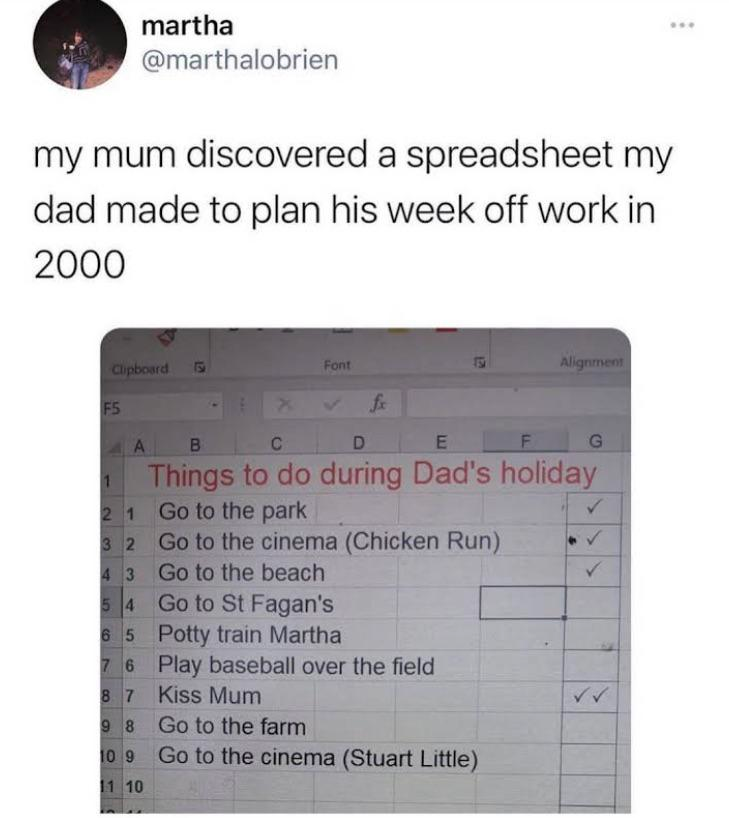 martha
@marthalobrien
my mum discovered a spreadsheet my
dad made to plan his week off work in
2000
Clipboard Font Alignment
F5 fx
A B C D E F G
1 Things to do during Dad's holiday
2 1 Go to the park ✓
3 2 Go to the cinema (Chicken Run) ✓
4 3 Go to the beach ✓
5 4 Go to St Fagan's
6 5 Potty train Martha
7 6 Play baseball over the field
8 7 Kiss Mum ✓✓
9 8 Go to the farm
10 9 Go to the cinema (Stuart Little)
11 10